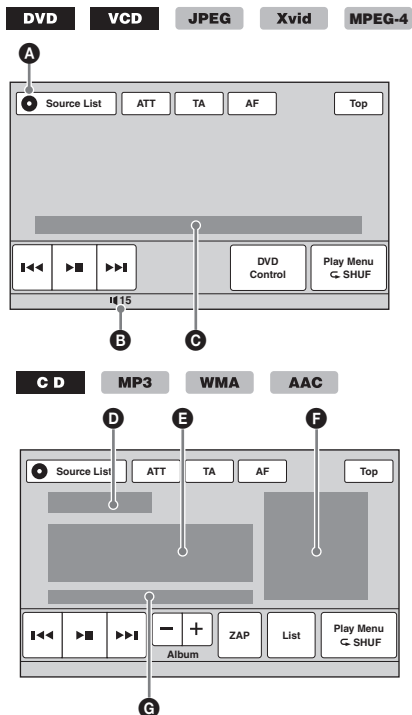 DVD VCD JPEG Xvid MPEG-4
A
Source List ATT TA AF Top
DVD Control Play Menu SHUF
15
B C
CD MP3 WMA AAC
D E F
Source List ATT TA AF Top
− + ZAP List Play Menu SHUF
Album
G